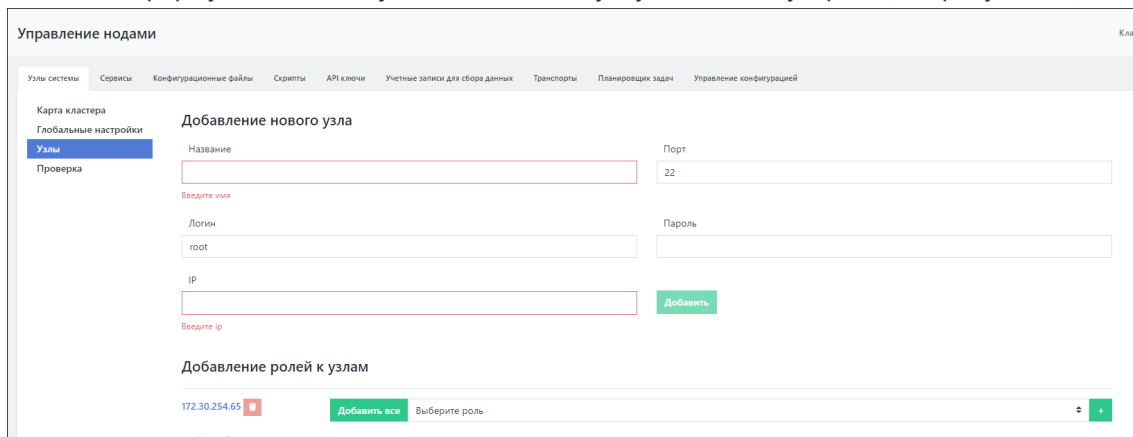 Управление нодами
Кла
Узлы системы Сервисы Конфигурационные файлы Скрипты API ключи Учетные записи для сбора данных Транспорты Планировщик задач Управление конфигурацией
Карта кластера
Глобальные настройки
Узлы
Проверка
Добавление нового узла
Название Порт
22
Введите имя
Логин Пароль
root
IP
Добавить
Введите ip
Добавление ролей к узлам
172.30.254.65 Добавить все Выберите роль +